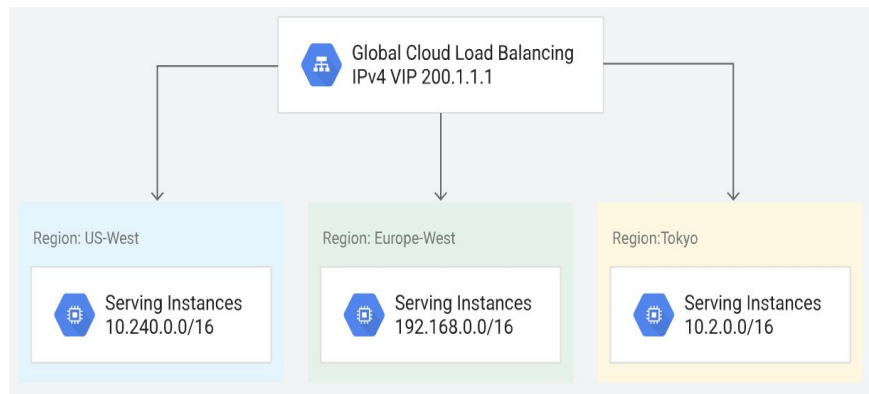 Global Cloud Load Balancing
IPv4 VIP 200.1.1.1
Region: US-West
Serving Instances
10.240.0.0/16
Region: Europe-West
Serving Instances
192.168.0.0/16
Region:Tokyo
Serving Instances
10.2.0.0/16